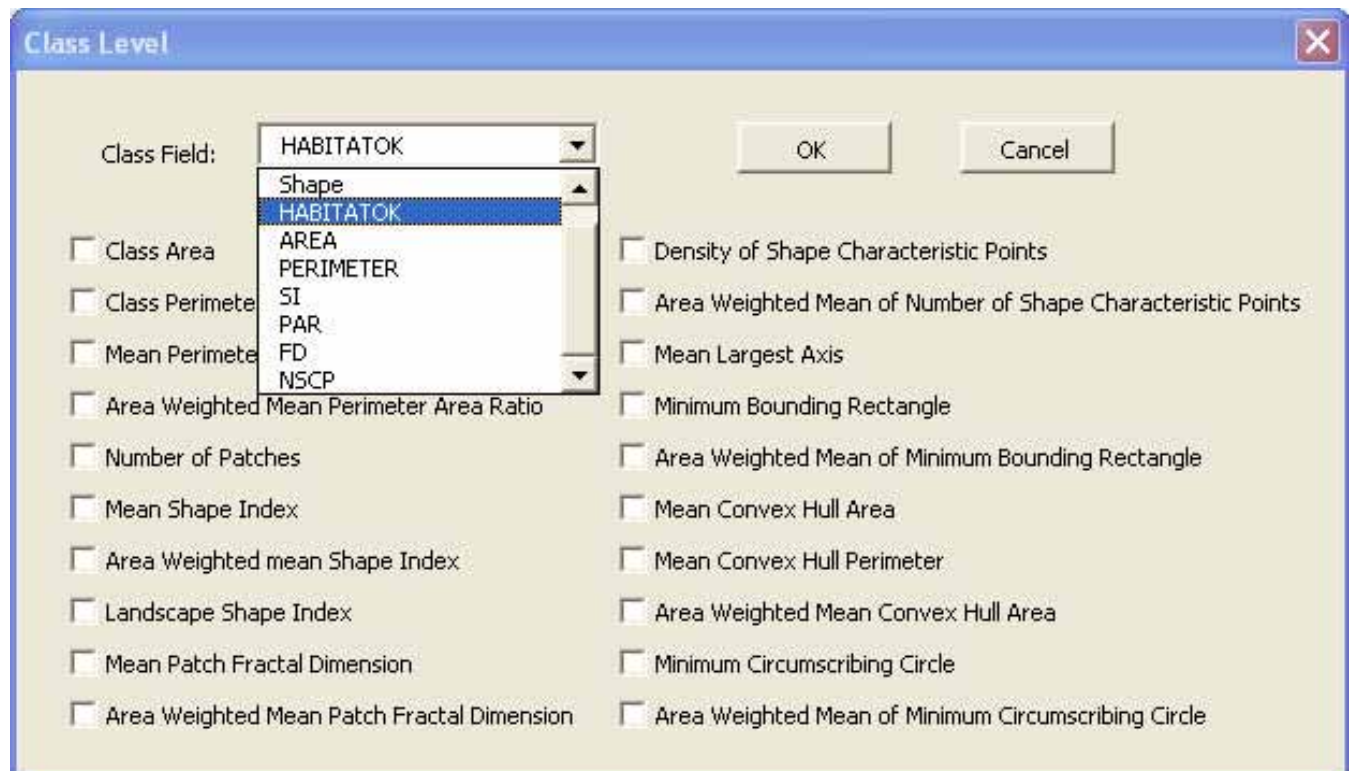 Class Level
Class Field:
HABITATOK
OK
Cancel
Shape
HABITATOK
AREA
PERIMETER
SI
PAR
FD
NSCP
Class Area
Class Perimete
Mean Perimete
Area Weighted Mean Perimeter Area Ratio
Number of Patches
Mean Shape Index
Area Weighted mean Shape Index
Landscape Shape Index
Mean Patch Fractal Dimension
Area Weighted Mean Patch Fractal Dimension
Density of Shape Characteristic Points
Area Weighted Mean of Number of Shape Characteristic Points
Mean Largest Axis
Minimum Bounding Rectangle
Area Weighted Mean of Minimum Bounding Rectangle
Mean Convex Hull Area
Mean Convex Hull Perimeter
Area Weighted Mean Convex Hull Area
Minimum Circumscribing Circle
Area Weighted Mean of Minimum Circumscribing Circle